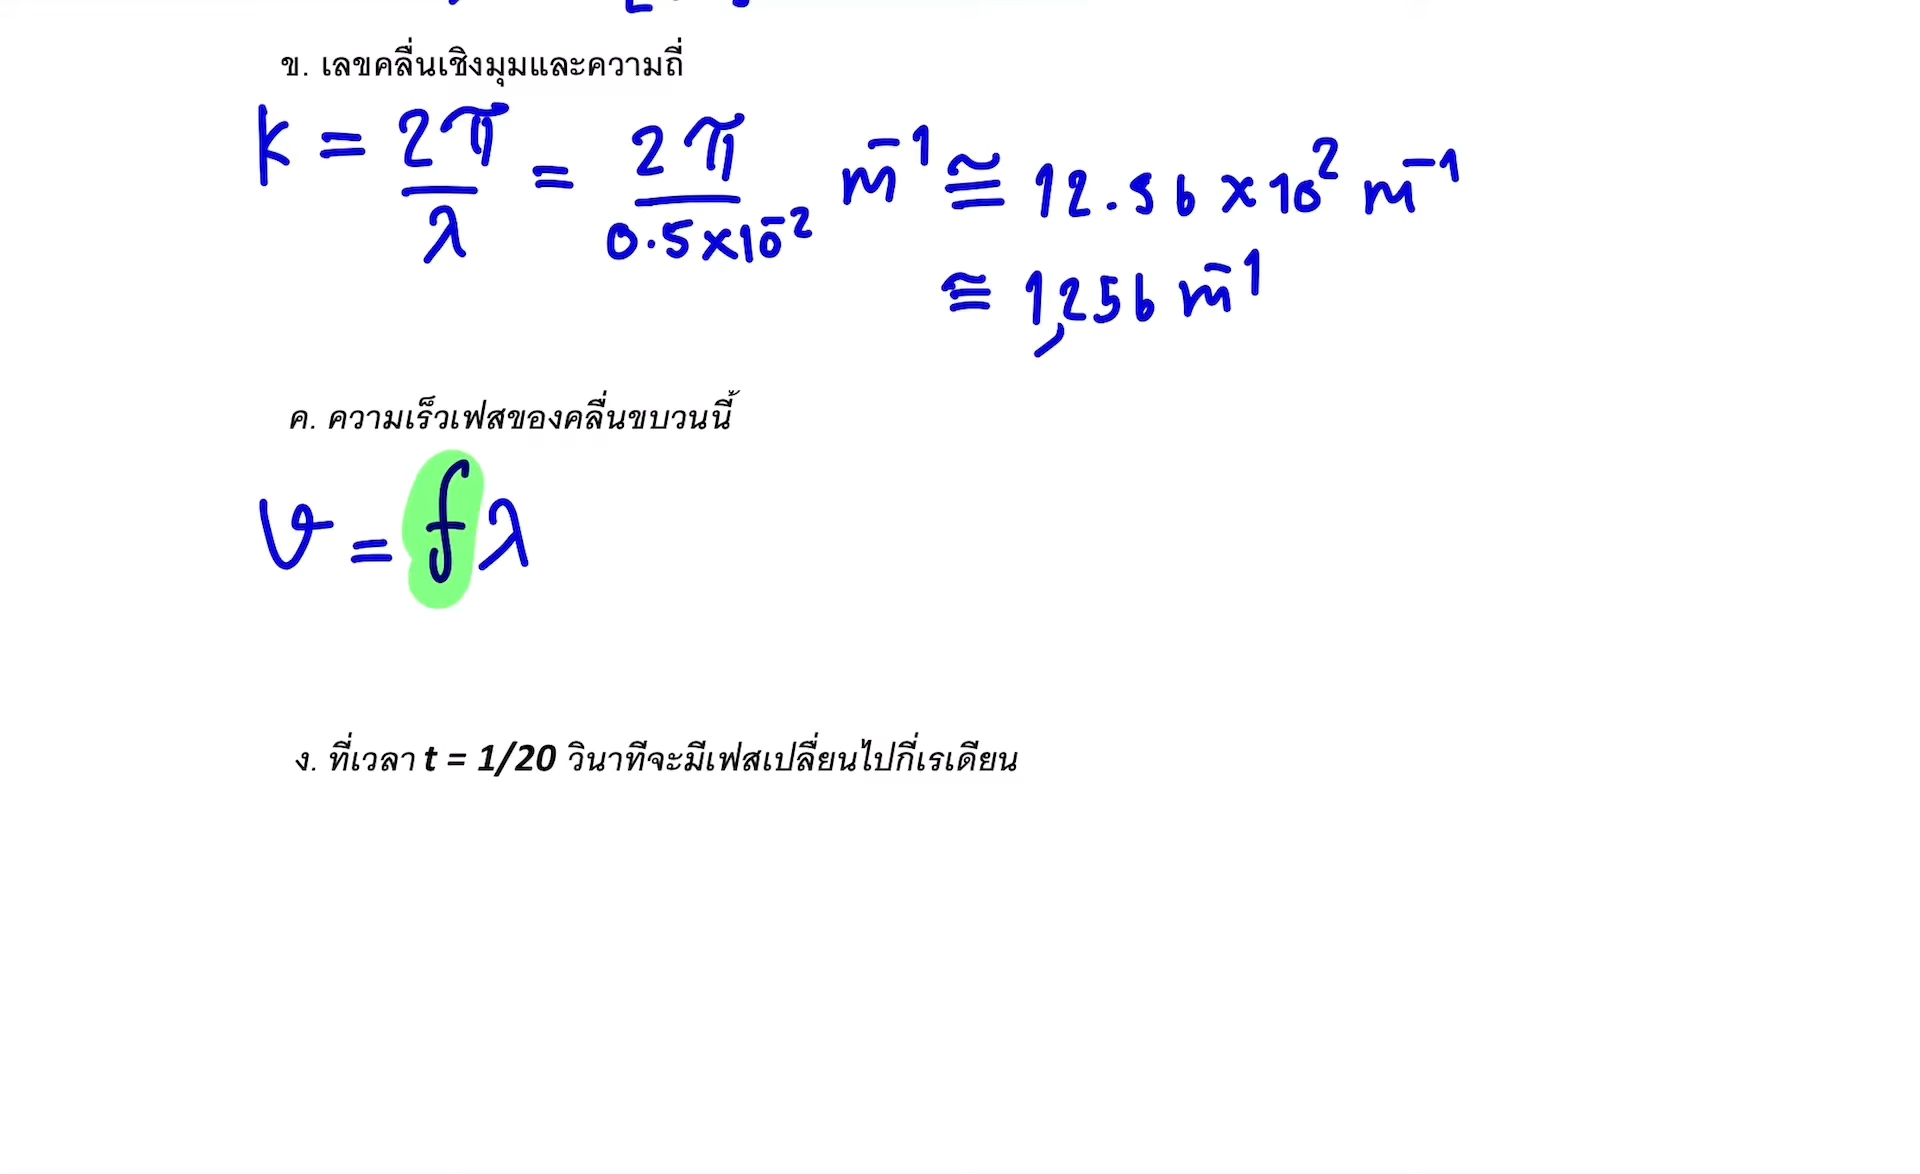 ข. เลขคลื่นเชิงมุมและความถี่
k = 2π/λ = 2π/0.5×10⁻² m⁻¹ ≅ 12.56×10² m⁻¹
≅ 1,256 m⁻¹
ค. ความเร็วเฟสของคลื่นขบวนนี้
v = fλ
ง. ที่เวลา t = 1/20 วินาทีจะมีเฟสเปลี่ยนไปกี่เรเดียน